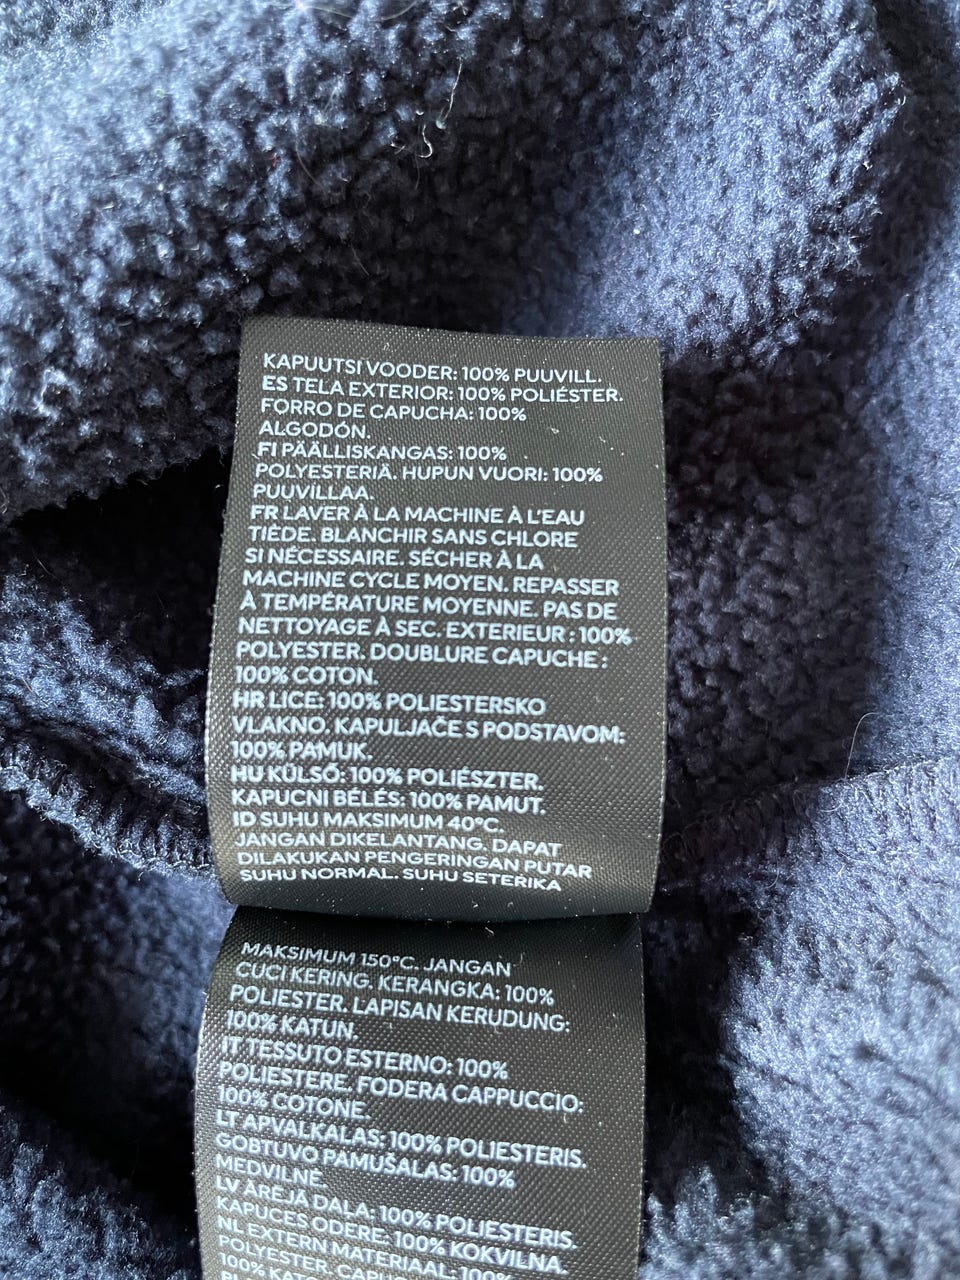 KAPUUTSI VOODER: 100% PUUVILL.
ES TELA EXTERIOR: 100% POLIÉSTER.
FORRO DE CAPUCHA: 100%
ALGODÓN.
FI PÄÄLLISKANGAS: 100%
POLYESTERIÄ. HUPUN VUORI: 100%
PUUVILLAA.
FR LAVER À LA MACHINE À L'EAU
TIÈDE. BLANCHIR SANS CHLORE
SI NÉCESSAIRE. SÉCHER À LA
MACHINE CYCLE MOYEN. REPASSER
À TEMPÉRATURE MOYENNE. PAS DE
NETTOYAGE À SEC. EXTERIEUR : 100%
POLYESTER. DOUBLURE CAPUCHE :
100% COTON.
HR LICE: 100% POLIESTERSKO
VLAKNO. KAPULJAČE S PODSTAVOM:
100% PAMUK.
HU KÜLSŐ: 100% POLIÉSZTER.
KAPUCNI BÉLÉS: 100% PAMUT.
ID SUHU MAKSIMUM 40°C.
JANGAN DIKELANTANG. DAPAT
DILAKUKAN PENGERINGAN PUTAR
SUHU NORMAL. SUHU SETERIKA
MAKSIMUM 150°C. JANGAN
CUCI KERING. KERANGKA: 100%
POLIESTER. LAPISAN KERUDUNG:
100% KATUN.
IT TESSUTO ESTERNO: 100%
POLIESTERE. FODERA CAPPUCCIO:
100% COTONE.
LT APVALKALAS: 100% POLIESTERIS.
GOBTUVO PAMUŠALAS: 100%
MEDVILNĖ.
LV ĀRĒJĀ DAĻA: 100% POLIESTERIS.
KAPUCES ODERE: 100% KOKVILNA.
NL EXTERN MATERIAAL: 100%
POLYESTER.